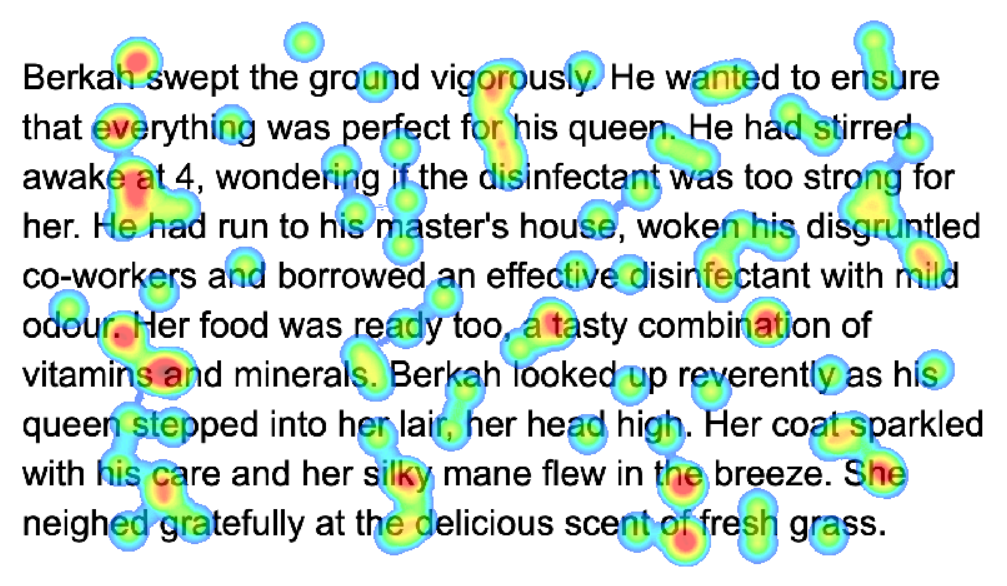 Berkah swept the ground vigorously. He wanted to ensure
that everything was perfect for his queen. He had stirred
awake at 4, wondering if the disinfectant was too strong for
her. He had run to his master's house, woken his disgruntled
co-workers and borrowed an effective disinfectant with mild
odour. Her food was ready too, a tasty combination of
vitamins and minerals. Berkah looked up reverently as his
queen stepped into her lair, her head high. Her coat sparkled
with his care and her silky mane flew in the breeze. She
neighed gratefully at the delicious scent of fresh grass.